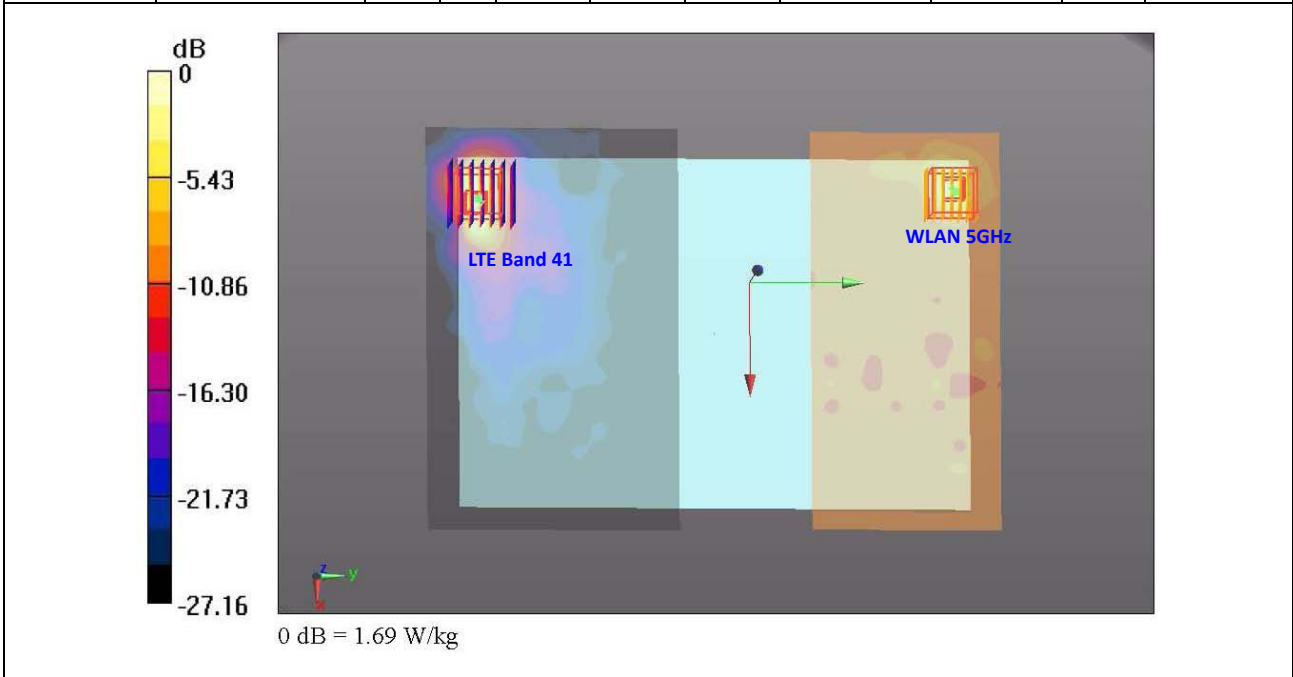 dB
0
-5.43
-10.86
-16.30
-21.73
-27.16
LTE Band 41
WLAN 5GHz
z
y
x
0 dB = 1.69 W/kg